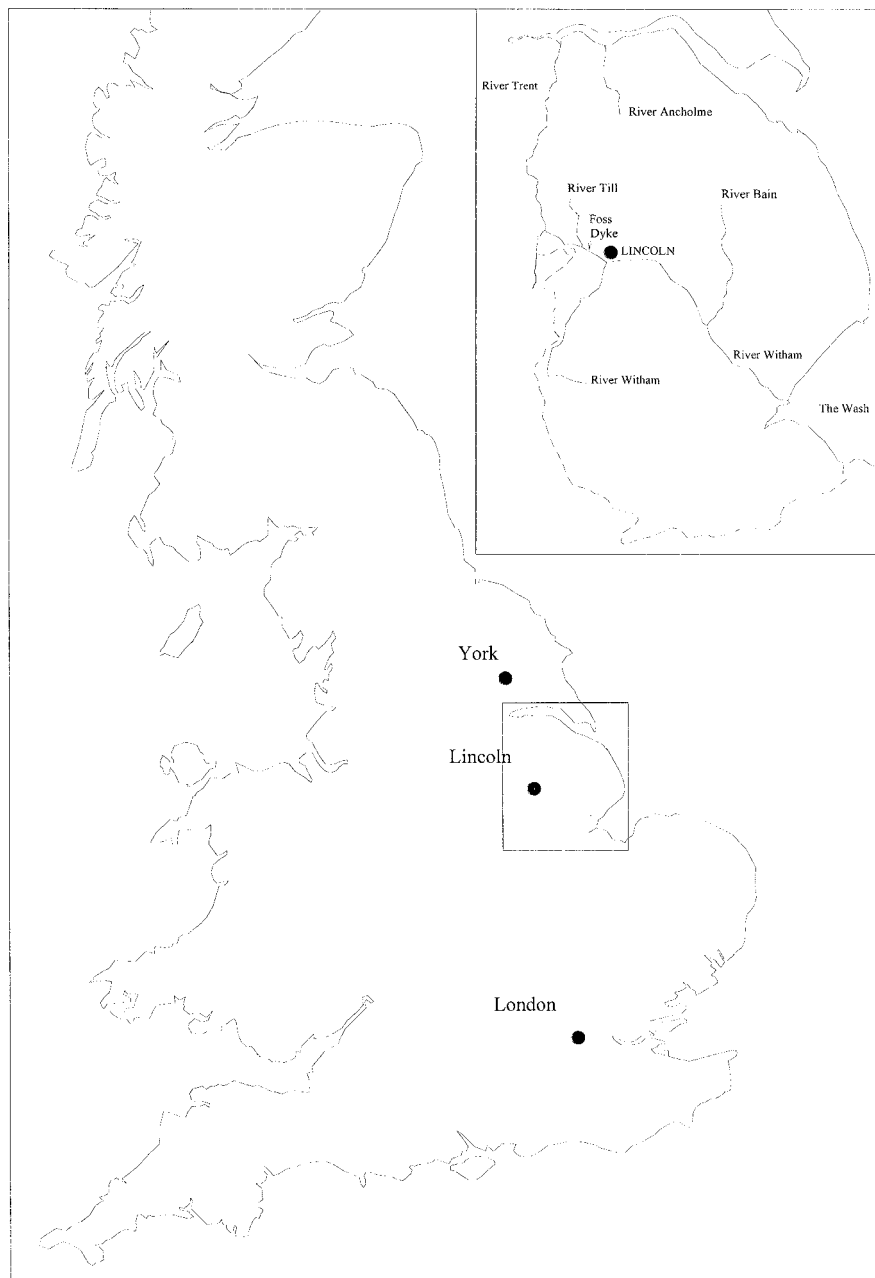 River Trent
River Ancholme
River Till
River Bain
Foss
Dyke
LINCOLN
River Witham
River Witham
The Wash
York
Lincoln
London